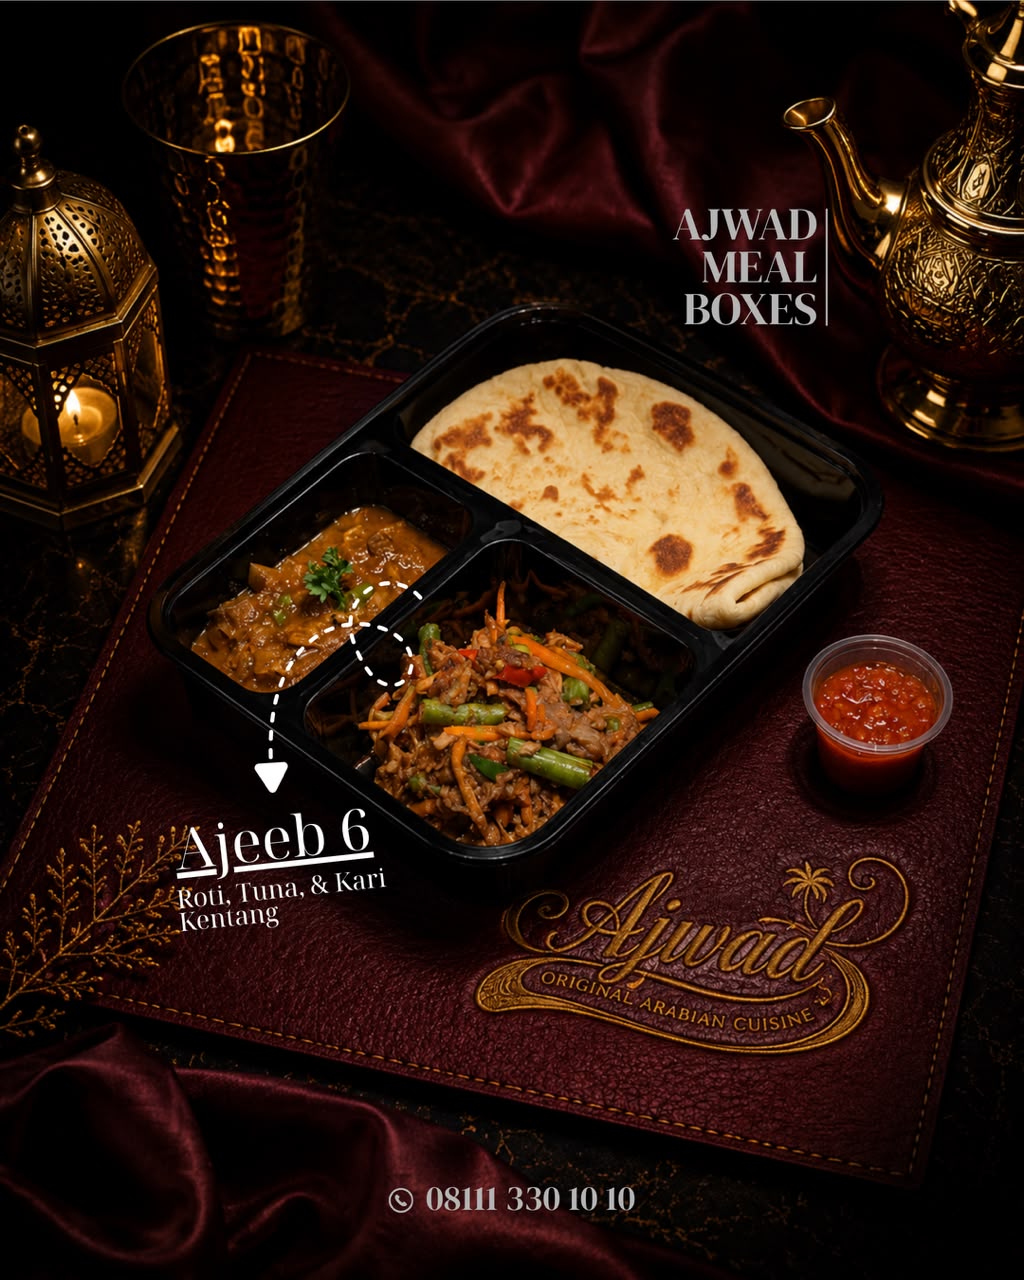 AJWAD
MEAL
BOXES
Ajeeb 6
Roti, Tuna, & Kari
Kentang
Ajwad
ORIGINAL ARABIAN CUISINE
08111 330 10 10